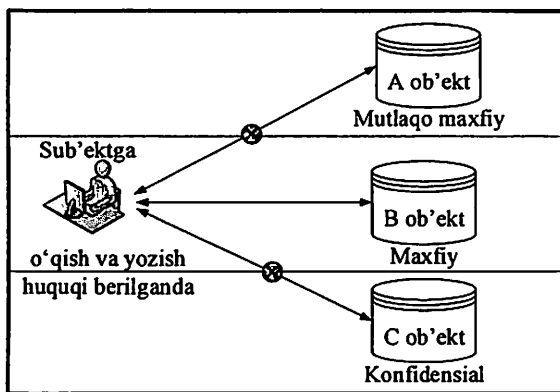 A ob’ekt
Mutlaqo maxfiy
Sub’ektga
o‘qish va yozish
huquqi berilganda
B ob’ekt
Maxfiy
C ob’ekt
Konfidensial